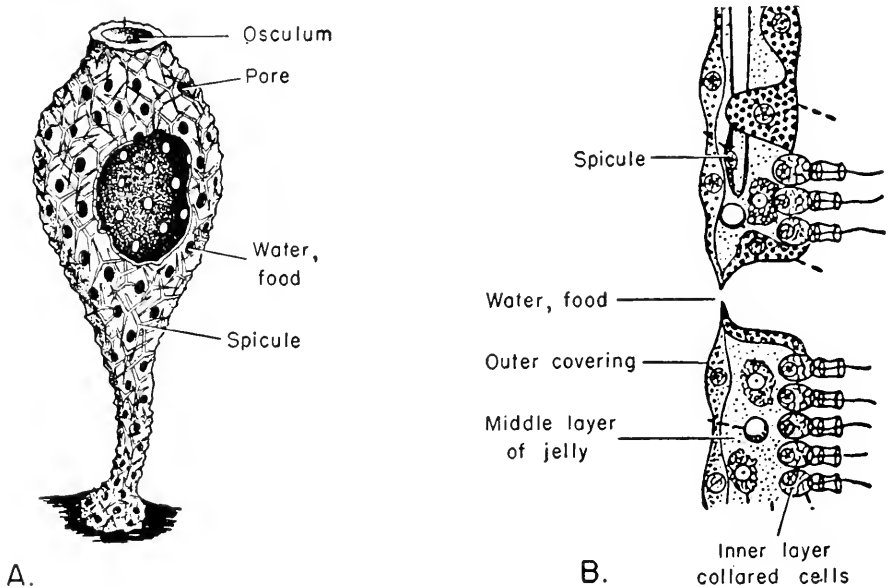 Osculum
Pore
Water,
food
Spicule
A.
Spicule
Water, food
Outer covering
Middle layer
of jelly
Inner layer
collared cells
B.